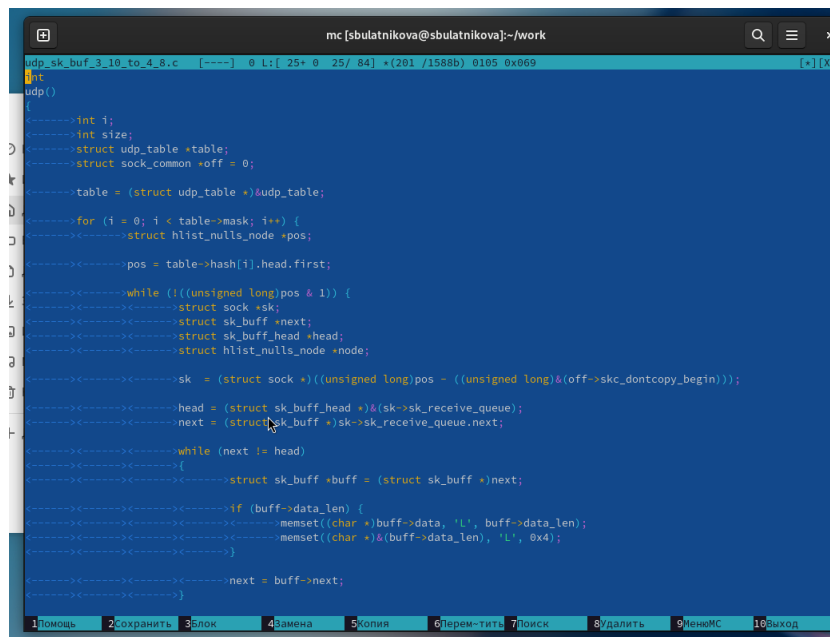 mc [sbulatnikova@sbulatnikova]:~/work
udp_sk_buf_3_10_to_4_8.c [----] 0 L:[ 25+ 0 25/ 84] *(201 /1588b) 0105 0x069 [*][X
int
udp()
{
<------>int i;
<------>int size;
<------>struct udp_table *table;
<------>struct sock_common *off = 0;
<------>table = (struct udp_table *)&udp_table;
<------>for (i = 0; i < table->mask; i++) {
<------><------>struct hlist_nulls_node *pos;
<------><------>pos = table->hash[i].head.first;
<------><------>while (!((unsigned long)pos & 1)) {
<------><------><------>struct sock *sk;
<------><------><------>struct sk_buff *next;
<------><------><------>struct sk_buff_head *head;
<------><------><------>struct hlist_nulls_node *node;
<------><------><------>sk  = (struct sock *)((unsigned long)pos - ((unsigned long)&(off->skc_dontcopy_begin)));
<------><------><------>head = (struct sk_buff_head *)&(sk->sk_receive_queue);
<------><------><------>next = (struct sk_buff *)sk->sk_receive_queue.next;
<------><------><------>while (next != head)
<------><------><------>{
<------><------><------><------>struct sk_buff *buff = (struct sk_buff *)next;
<------><------><------><------>if (buff->data_len) {
<------><------><------><------><------>memset((char *)buff->data, 'L', buff->data_len);
<------><------><------><------><------>memset((char *)&(buff->data_len), 'L', 0x4);
<------><------><------><------>}
<------><------><------><------>next = buff->next;
<------><------><------>}
1Помощь 2Сохранить 3Блок 4Замена 5Копия 6Перем~тить 7Поиск 8Удалить 9МенюMC 10Выход